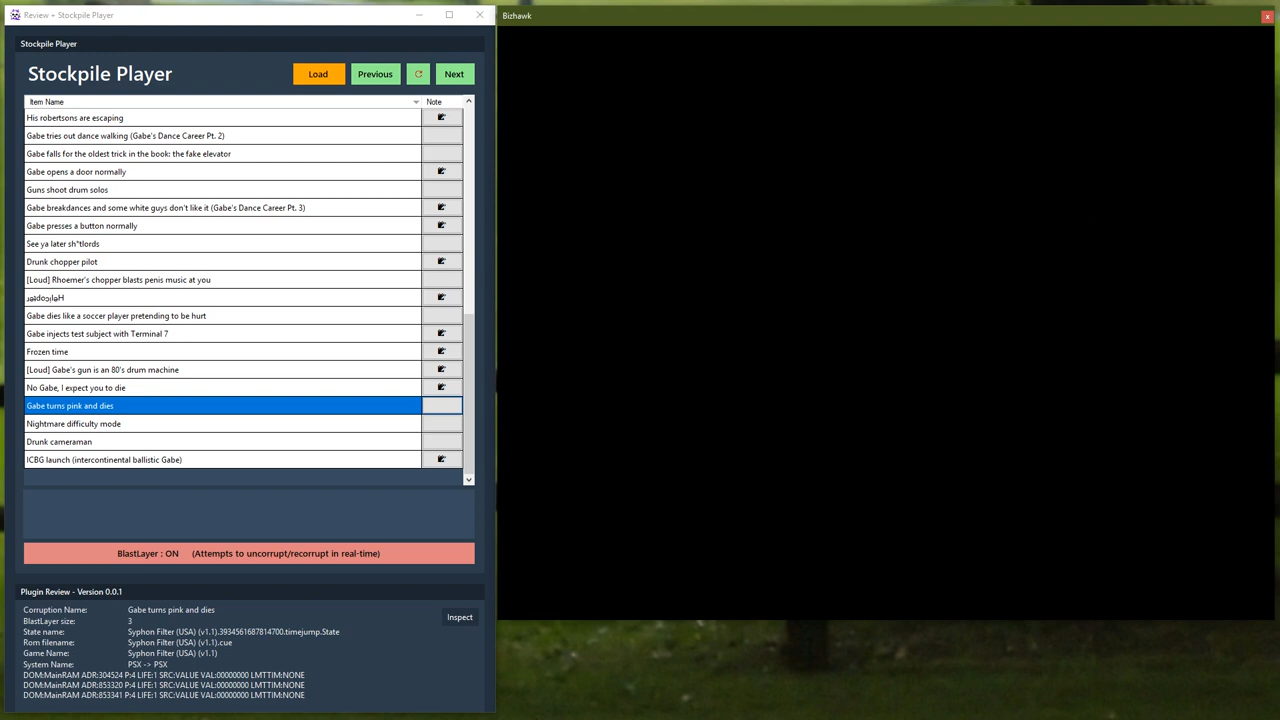 Review + Stockpile Player
Bizhawk
x
Stockpile Player
Stockpile Player
Load
Previous
Next
Item Name
Note
His robertsons are escaping
Gabe tries out dance walking (Gabe's Dance Career Pt. 2)
Gabe falls for the oldest trick in the book: the fake elevator
Gabe opens a door normally
Guns shoot drum solos
Gabe breakdances and some white guys don't like it (Gabe's Dance Career Pt. 3)
Gabe presses a button normally
See ya later sh*tlords
Drunk chopper pilot
[Loud] Rhoemer's chopper blasts penis music at you
Gabe dies like a soccer player pretending to be hurt
Gabe injects test subject with Terminal 7
Frozen time
[Loud] Gabe's gun is an 80's drum machine
No Gabe, I expect you to die
Gabe turns pink and dies
Nightmare difficulty mode
Drunk cameraman
ICBG launch (intercontinental ballistic Gabe)
BlastLayer : ON (Attempts to uncorrupt/recorrupt in real-time)
Plugin Review - Version 0.0.1
Corruption Name: Gabe turns pink and dies
Inspect
BlastLayer size: 3
State name: Syphon Filter (USA) (v1.1).3934561687814700.timejump.State
Rom filename: Syphon Filter (USA) (v1.1).cue
Game Name: Syphon Filter (USA) (v1.1)
System Name: PSX -> PSX
DOM:MainRAM ADR:304524 P:4 LIFE:1 SRC:VALUE VAL:00000000 LMTTIM:NONE
DOM:MainRAM ADR:853320 P:4 LIFE:1 SRC:VALUE VAL:00000000 LMTTIM:NONE
DOM:MainRAM ADR:853341 P:4 LIFE:1 SRC:VALUE VAL:00000000 LMTTIM:NONE